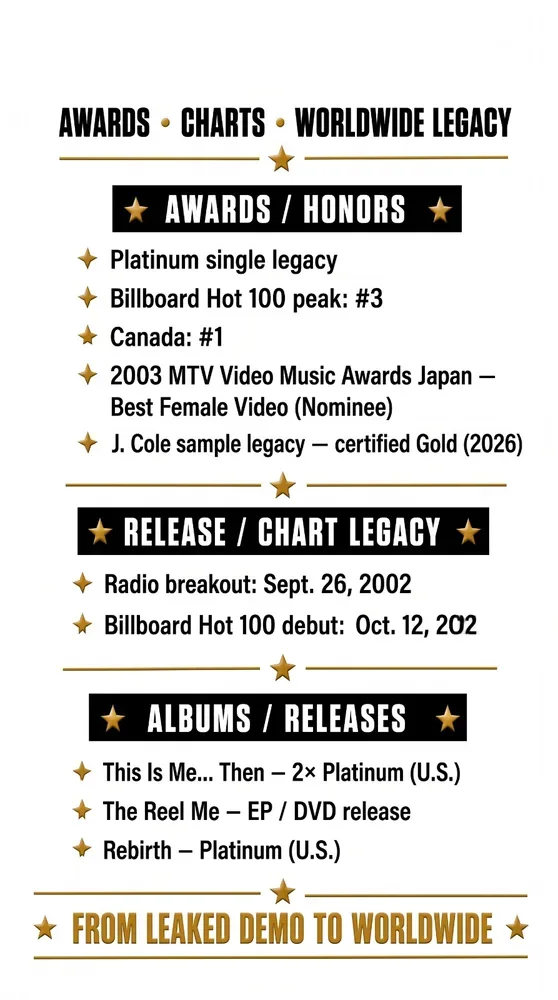 AWARDS • CHARTS • WORLDWIDE LEGACY
AWARDS / HONORS
Platinum single legacy
Billboard Hot 100 peak: #3
Canada: #1
2003 MTV Video Music Awards Japan –
Best Female Video (Nominee)
J. Cole sample legacy – certified Gold (2026)
RELEASE / CHART LEGACY
Radio breakout: Sept. 26, 2002
Billboard Hot 100 debut: Oct. 12, 202
ALBUMS / RELEASES
This Is Me... Then – 2× Platinum (U.S.)
The Reel Me – EP / DVD release
Rebirth – Platinum (U.S.)
FROM LEAKED DEMO TO WORLDWIDE